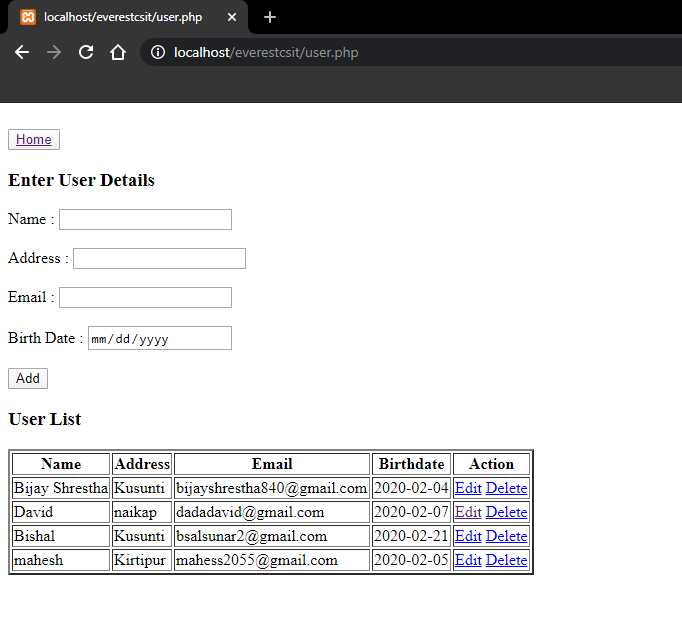 localhost/everestcsit/user.php
localhost/everestcsit/user.php
Home
Enter User Details
Name :
Address :
Email :
Birth Date : mm/dd/yyyy
Add
User List
Name Address Email Birthdate Action
Bijay Shrestha Kusunti bijayshrestha840@gmail.com 2020-02-04 Edit Delete
David naikap dadadavid@gmail.com 2020-02-07 Edit Delete
Bishal Kusunti bsalsunar2@gmail.com 2020-02-21 Edit Delete
mahesh Kirtipur mahess2055@gmail.com 2020-02-05 Edit Delete